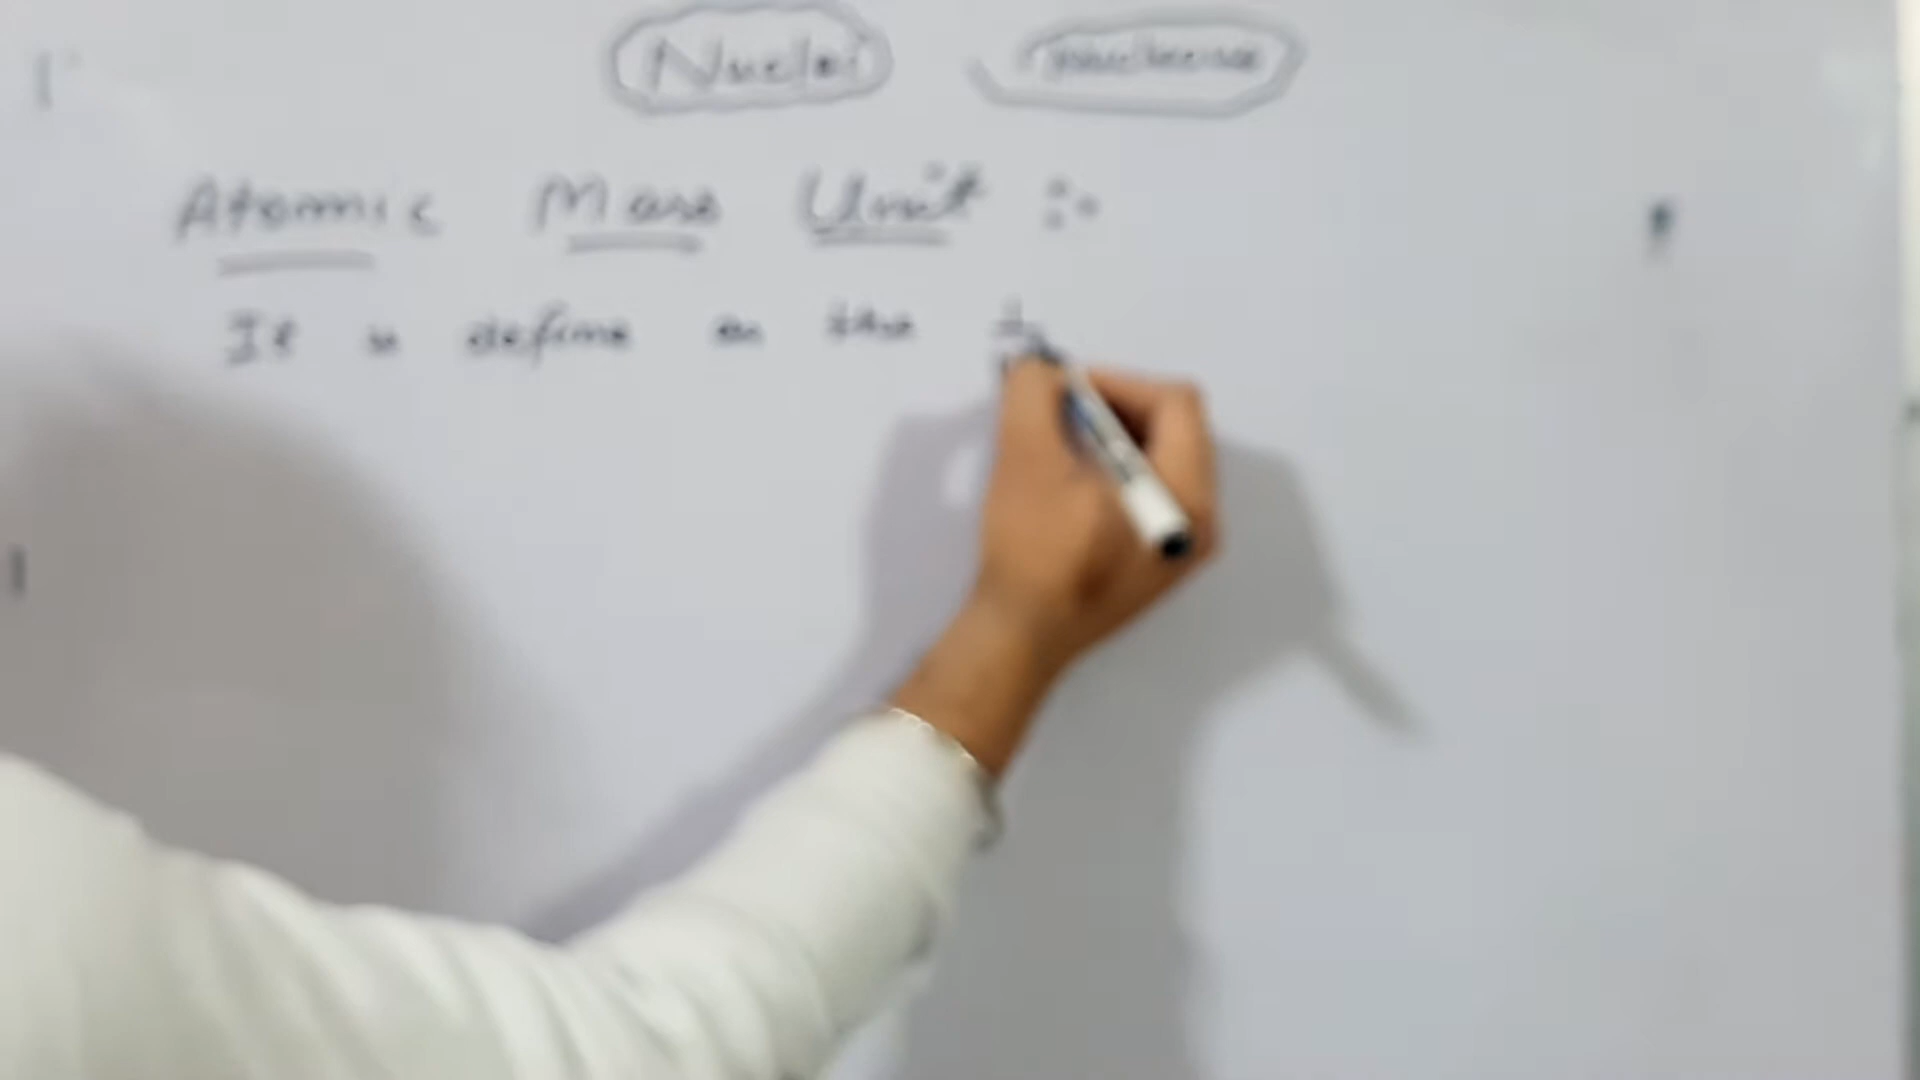 Nuclei
Atomic Mass Unit :-
It is define as the